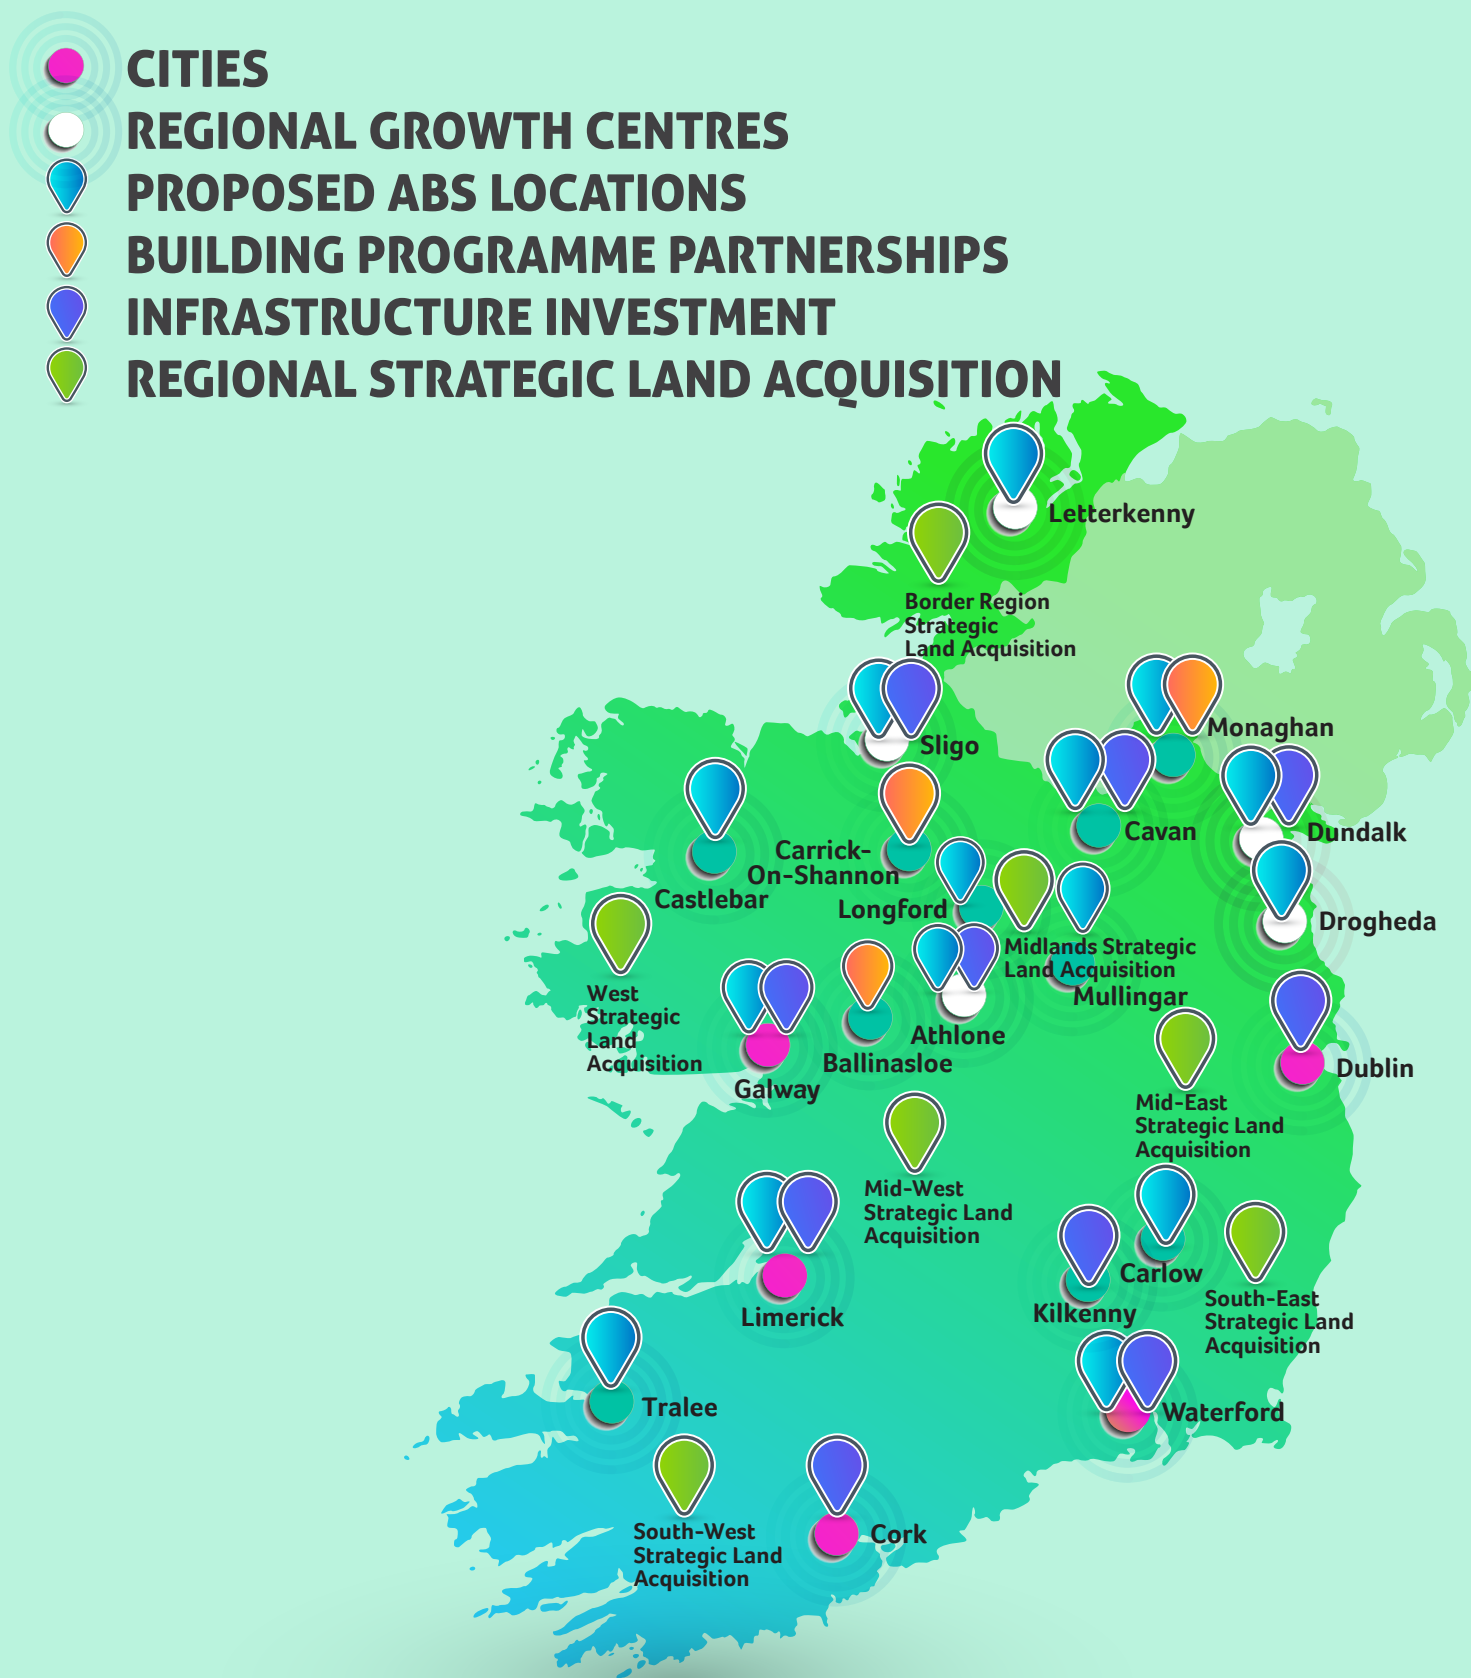 CITIES
REGIONAL GROWTH CENTRES
PROPOSED ABS LOCATIONS
BUILDING PROGRAMME PARTNERSHIPS
INFRASTRUCTURE INVESTMENT
REGIONAL STRATEGIC LAND ACQUISITION
Letterkenny
Border Region
Strategic
Land Acquisition
Sligo
Monaghan
Cavan
Dundalk
Carrick-
On-Shannon
Castlebar
Longford
Drogheda
Midlands Strategic
Land Acquisition
Mullingar
West
Strategic
Land
Acquisition
Athlone
Ballinasloe
Galway
Dublin
Mid-East
Strategic Land
Acquisition
Mid-West
Strategic Land
Acquisition
Carlow
Kilkenny
South-East
Strategic Land
Acquisition
Limerick
Tralee
Waterford
South-West
Strategic Land
Acquisition
Cork